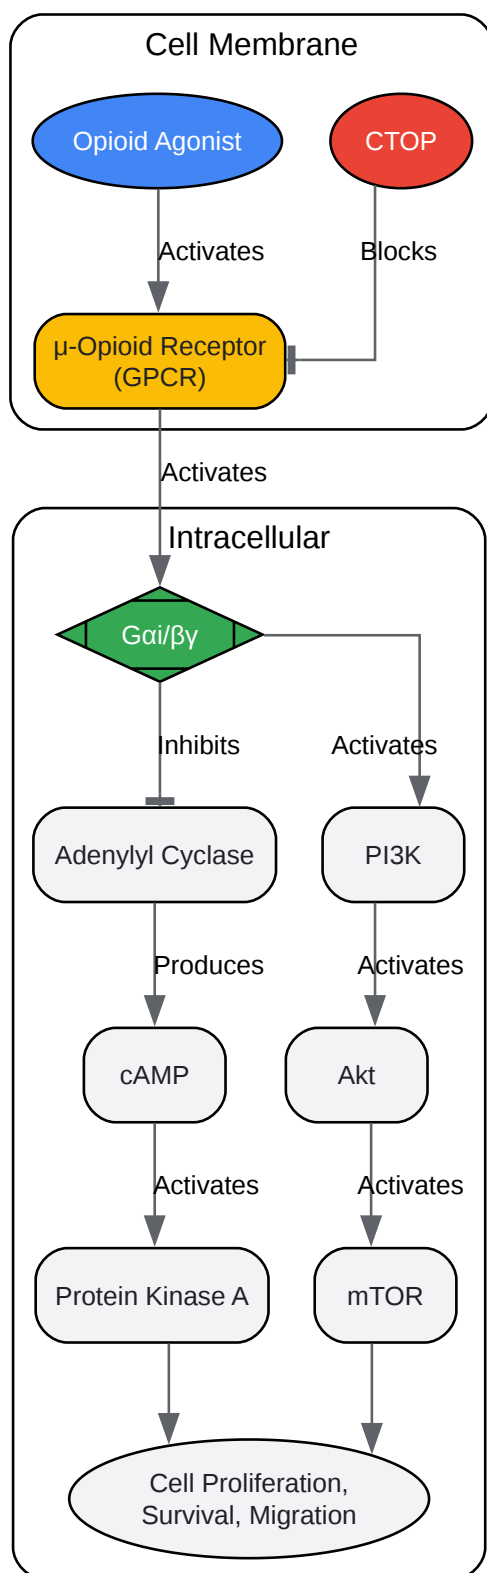 Cell Membrane
Opioid Agonist
CTOP
Activates
Blocks
μ-Opioid Receptor
(GPCR)
Activates
Intracellular
Gαi/βγ
Inhibits
Activates
Adenylyl Cyclase
PI3K
Produces
Activates
cAMP
Akt
Activates
Activates
Protein Kinase A
mTOR
Cell Proliferation,
Survival, Migration